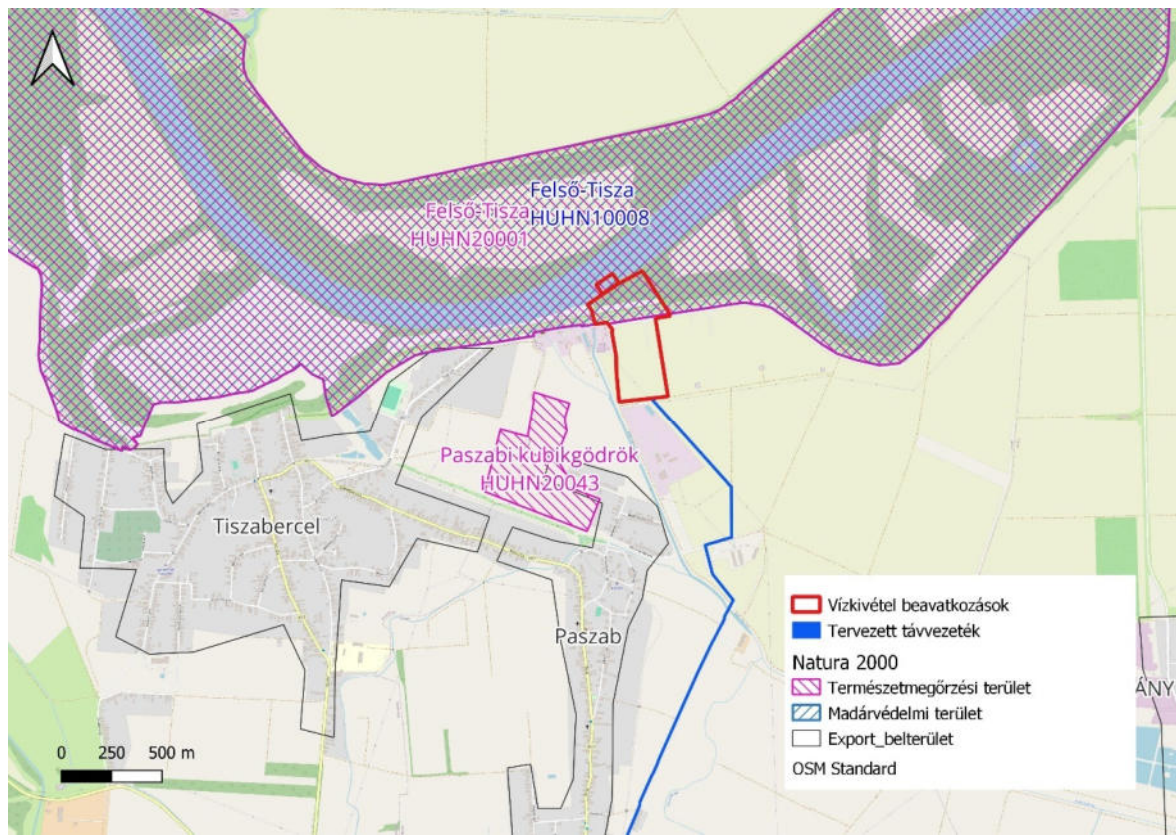 Felső-Tisza
HUHN10008
Felső-Tisza
HUHN20001
Paszabi kubikgödrök
HUHN20043
Tiszabercel
Paszab
ÁNY
0 250 500 m
Vízkivétel beavatkozások
Tervezett távvezeték
Natura 2000
Természetmegőrzési terület
Madárvédelmi terület
Export_belterület
OSM Standard